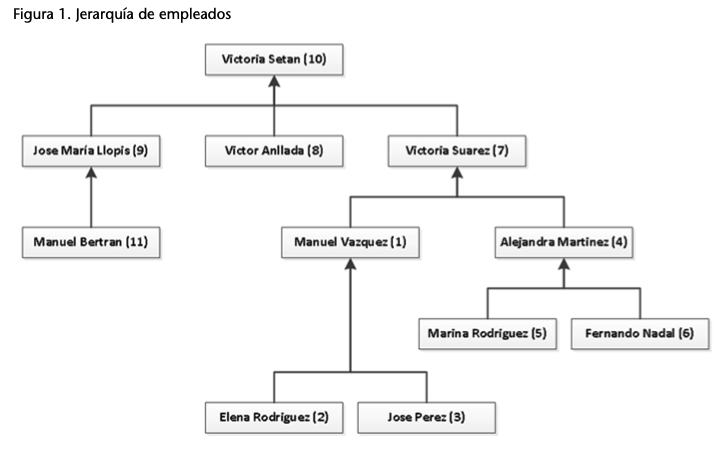 Figura 1. Jerarquía de empleados
Victoria Setan (10)
Jose María Llopis (9)
Victor Anllada (8)
Victoria Suarez (7)
Manuel Bertran (11)
Manuel Vazquez (1)
Alejandra Martinez (4)
Marina Rodriguez (5)
Fernando Nadal (6)
Elena Rodriguez (2)
Jose Perez (3)